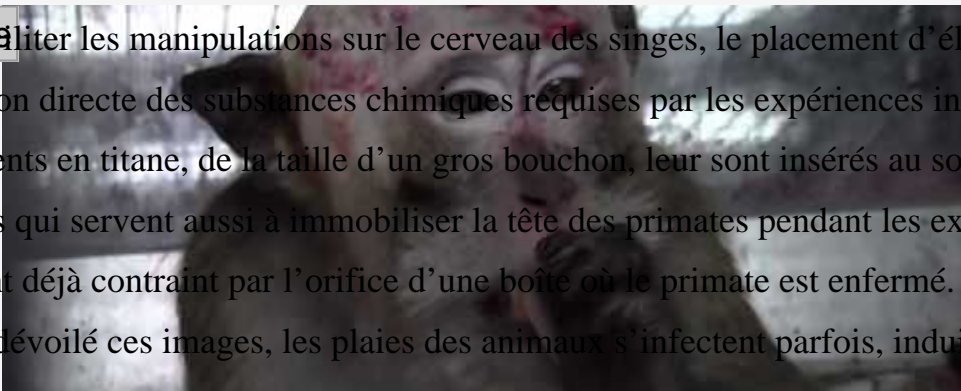 iliter les manipulations sur le cerveau des singes, le placement d’él
on directe des substances chimiques requises par les expériences in
ents en titane, de la taille d’un gros bouchon, leur sont insérés au so
s qui servent aussi à immobiliser la tête des primates pendant les ex
t déjà contraint par l’orifice d’une boîte où le primate est enfermé.
dévoilé ces images, les plaies des animaux s’infectent parfois, indui